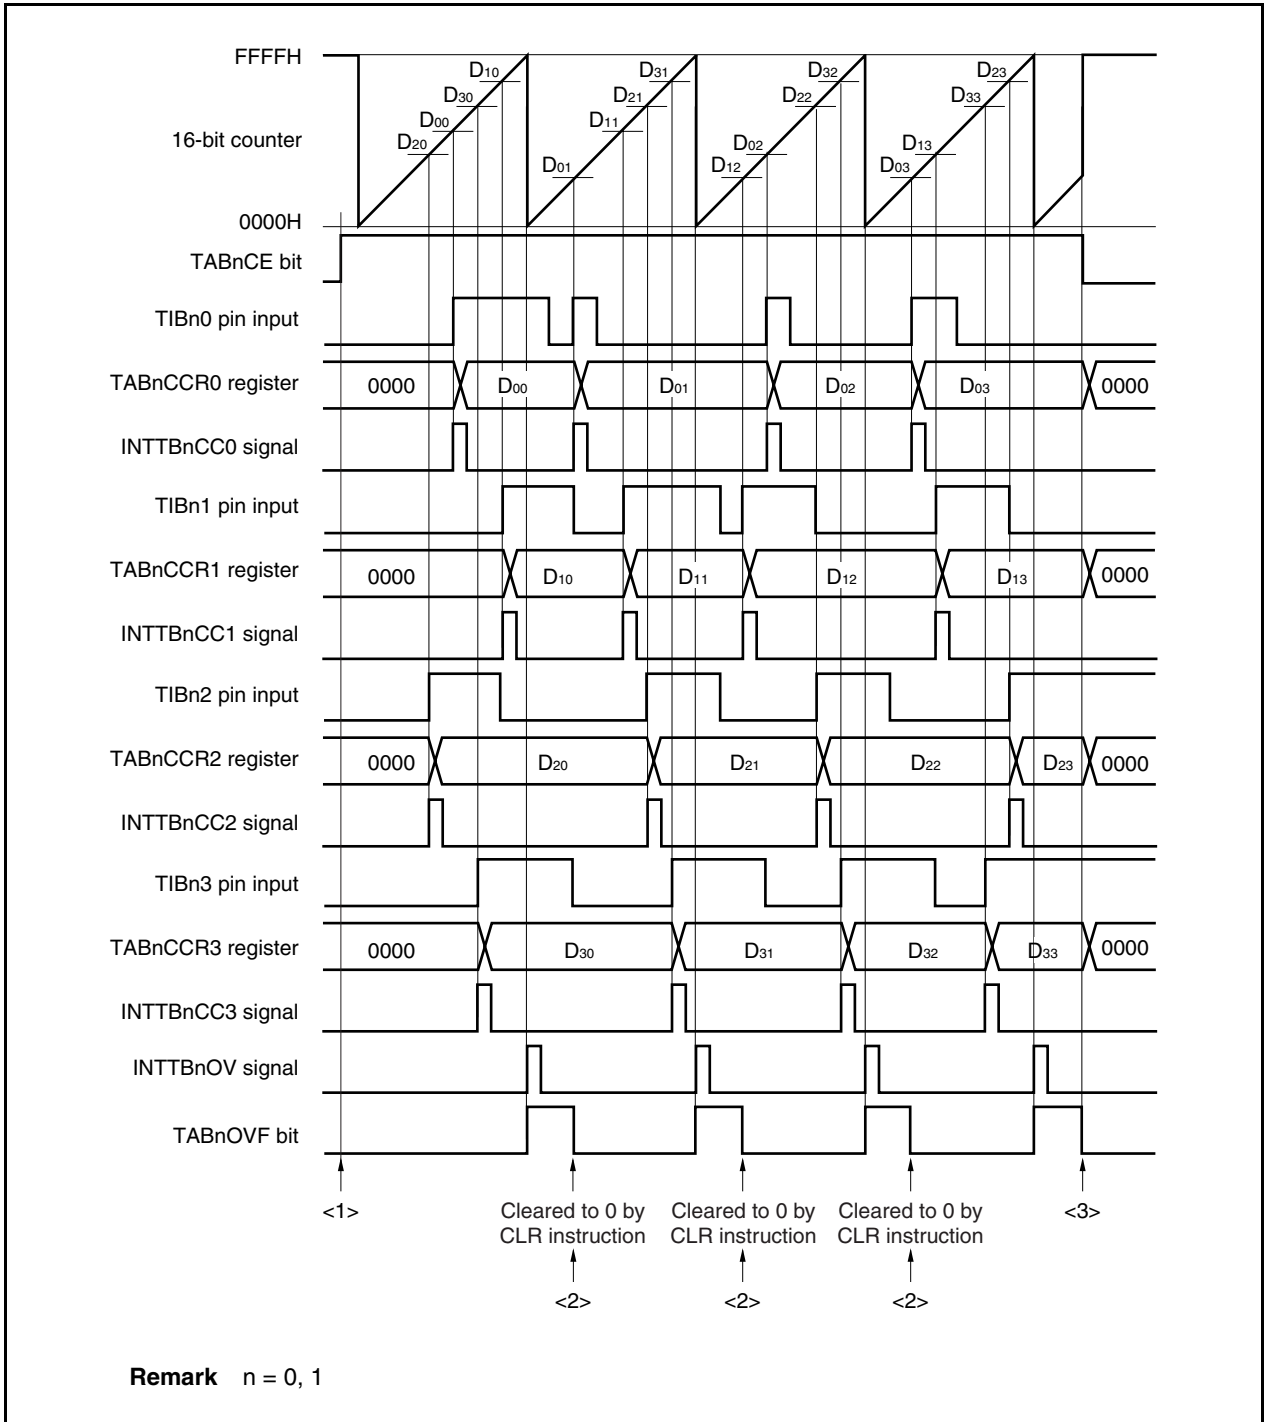 FFFFH
D10
D31
D32
D23
D30
D21
D22
D33
D00
D11
16-bit counter
D20
D02
D13
D01
D12
D03
0000H
TABnCE bit
TIBn0 pin input
TABnCCR0 register 0000 D00 D01 D02 D03 0000
INTTBnCC0 signal
TIBn1 pin input
TABnCCR1 register 0000 D10 D11 D12 D13 0000
INTTBnCC1 signal
TIBn2 pin input
TABnCCR2 register 0000 D20 D21 D22 D23 0000
INTTBnCC2 signal
TIBn3 pin input
TABnCCR3 register 0000 D30 D31 D32 D33 0000
INTTBnCC3 signal
INTTBnOV signal
TABnOVF bit
<1>
Cleared to 0 by
CLR instruction
Cleared to 0 by
CLR instruction
Cleared to 0 by
CLR instruction
<3>
<2>
<2>
<2>
Remark n = 0, 1